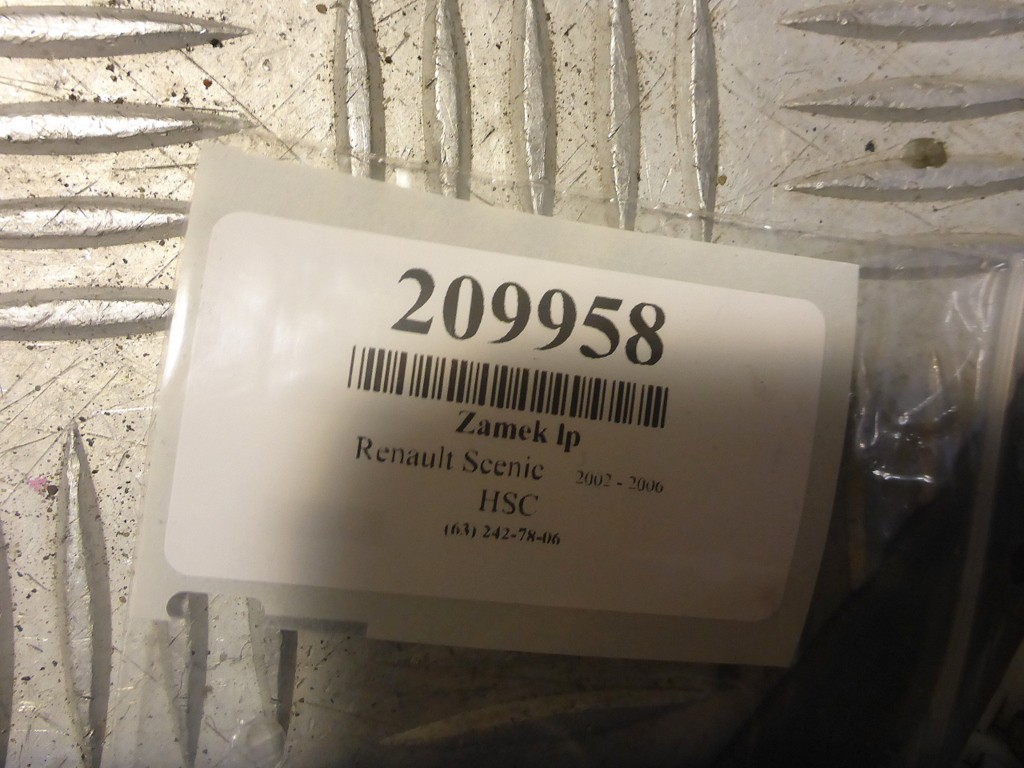 209958
Zamek lp
Renault Scenic 2002 - 2006
HSC
(63) 242-78-06